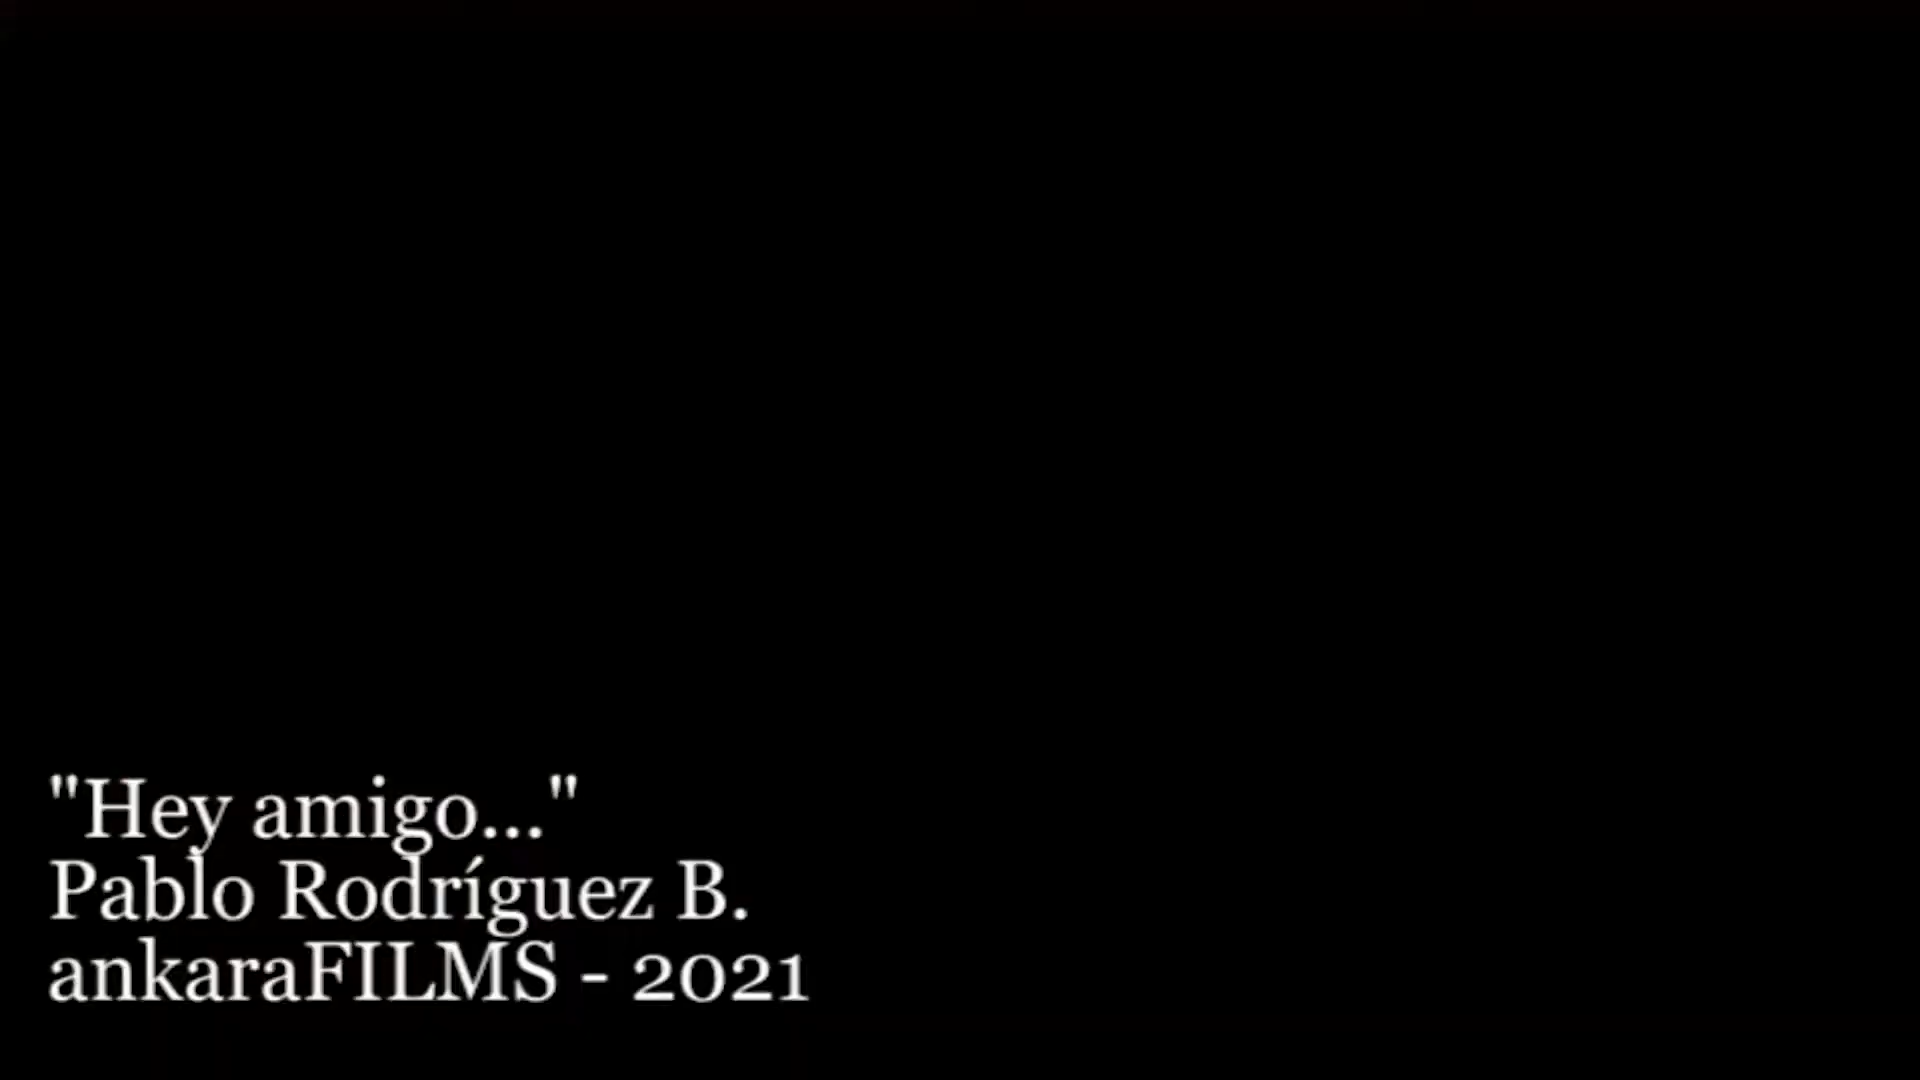 "Hey amigo..."
Pablo Rodríguez B.
ankaraFILMS - 2021